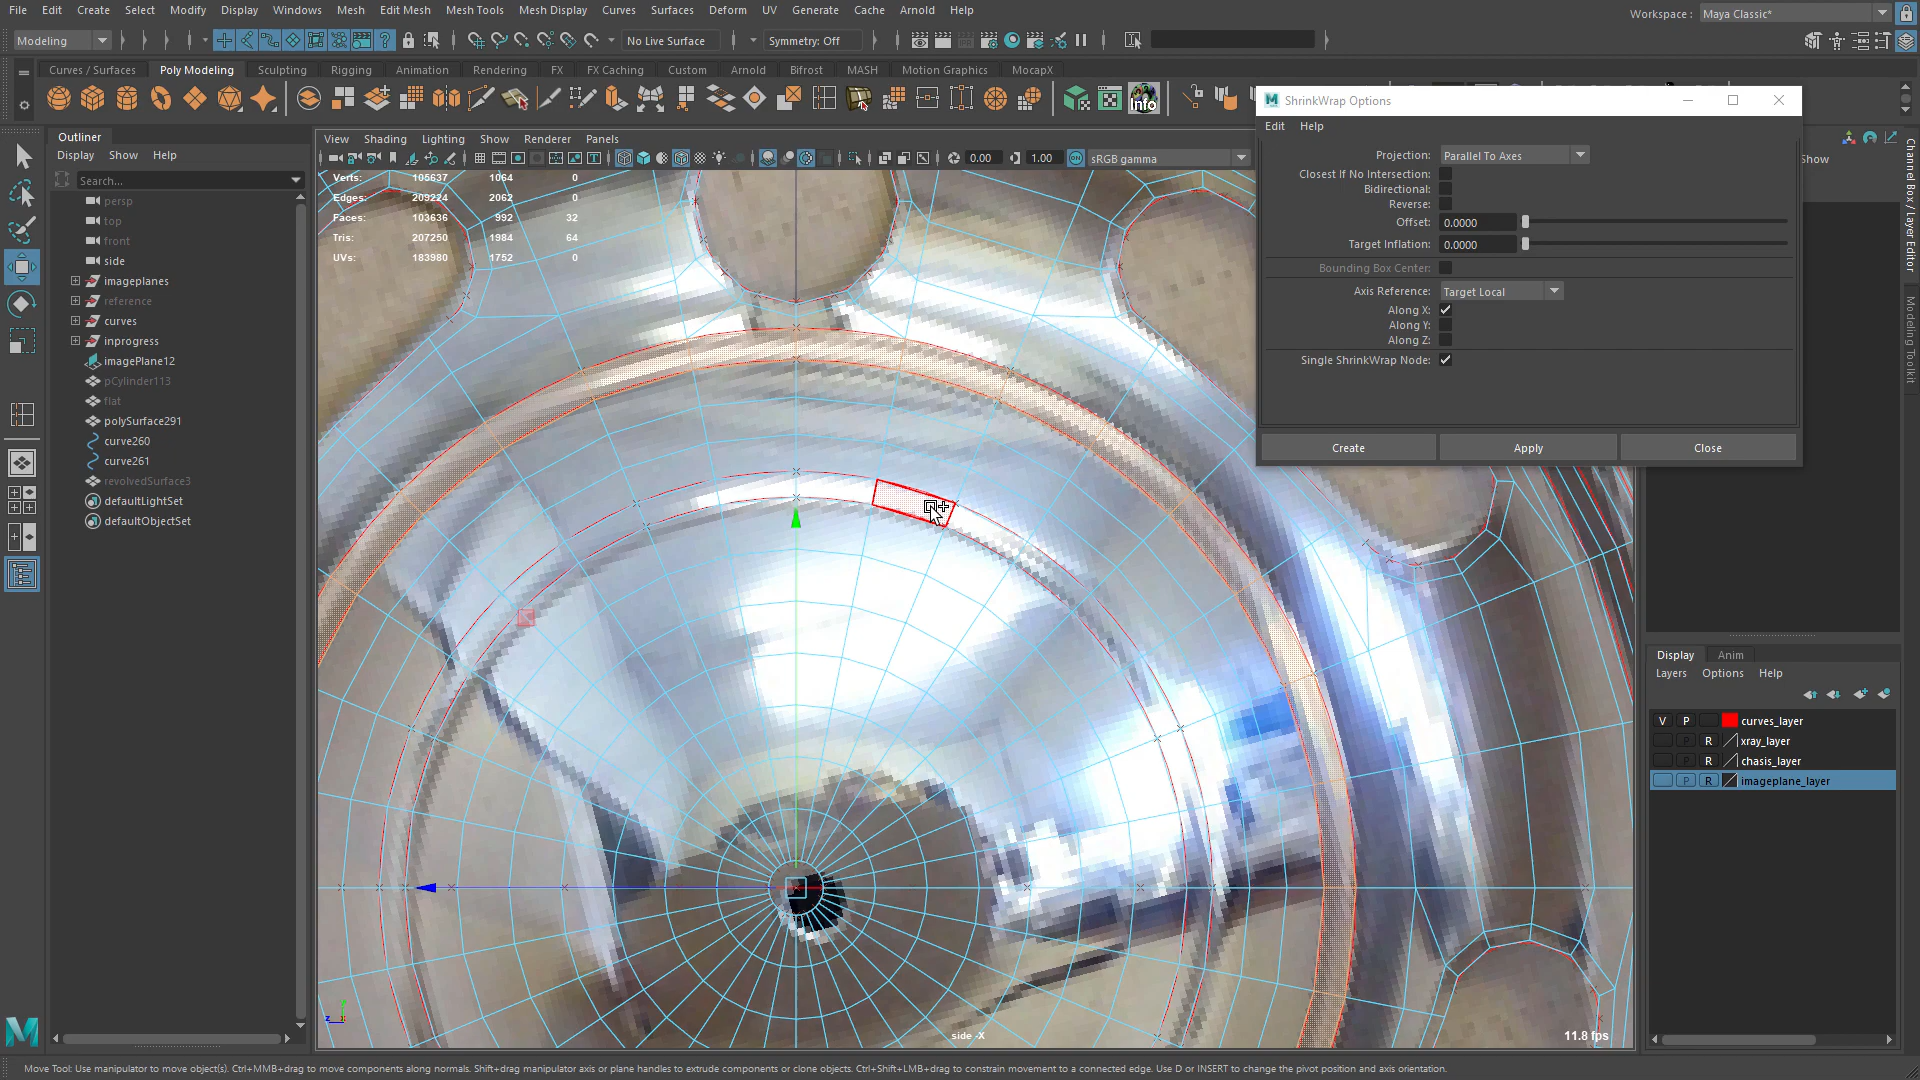 File Edit Create Select Modify Display Windows Mesh Edit Mesh Mesh Tools Mesh Display Curves Surfaces Deform UV Generate Cache Arnold Help
Workspace : Maya Classic*
Modeling No Live Surface Symmetry: Off
Curves / Surfaces Poly Modeling Sculpting Rigging Animation Rendering FX FX Caching Custom Arnold Bifrost MASH Motion Graphics MocapX
Info
Outliner
Display Show Help
Search...
persp
top
front
side
imageplanes
reference
curves
inprogress
imagePlane12
pCylinder113
flat
polySurface291
curve260
curve261
revolvedSurface3
defaultLightSet
defaultObjectSet
View Shading Lighting Show Renderer Panels
0.00 1.00 sRGB gamma
Verts: 105637 1064 0
Edges: 209224 2062 0
Faces: 103636 992 32
Tris: 207250 1984 64
UVs: 183980 1752 0
side -X
11.8 fps
ShrinkWrap Options
Edit Help
Projection: Parallel To Axes
Closest If No Intersection:
Bidirectional:
Reverse:
Offset: 0.0000
Target Inflation: 0.0000
Bounding Box Center:
Axis Reference: Target Local
Along X:
Along Y:
Along Z:
Single ShrinkWrap Node:
Create Apply Close
Show
Channel Box / Layer Editor
Modeling Toolkit
Display Anim
Layers Options Help
V P curves_layer
P R xray_layer
P R chasis_layer
P R imageplane_layer
Move Tool: Use manipulator to move object(s). Ctrl+MMB+drag to move components along normals. Shift+drag manipulator axis or plane handles to extrude components or clone objects. Ctrl+Shift+LMB+drag to constrain movement to a connected edge. Use D or INSERT to change the pivot position and axis orientation.